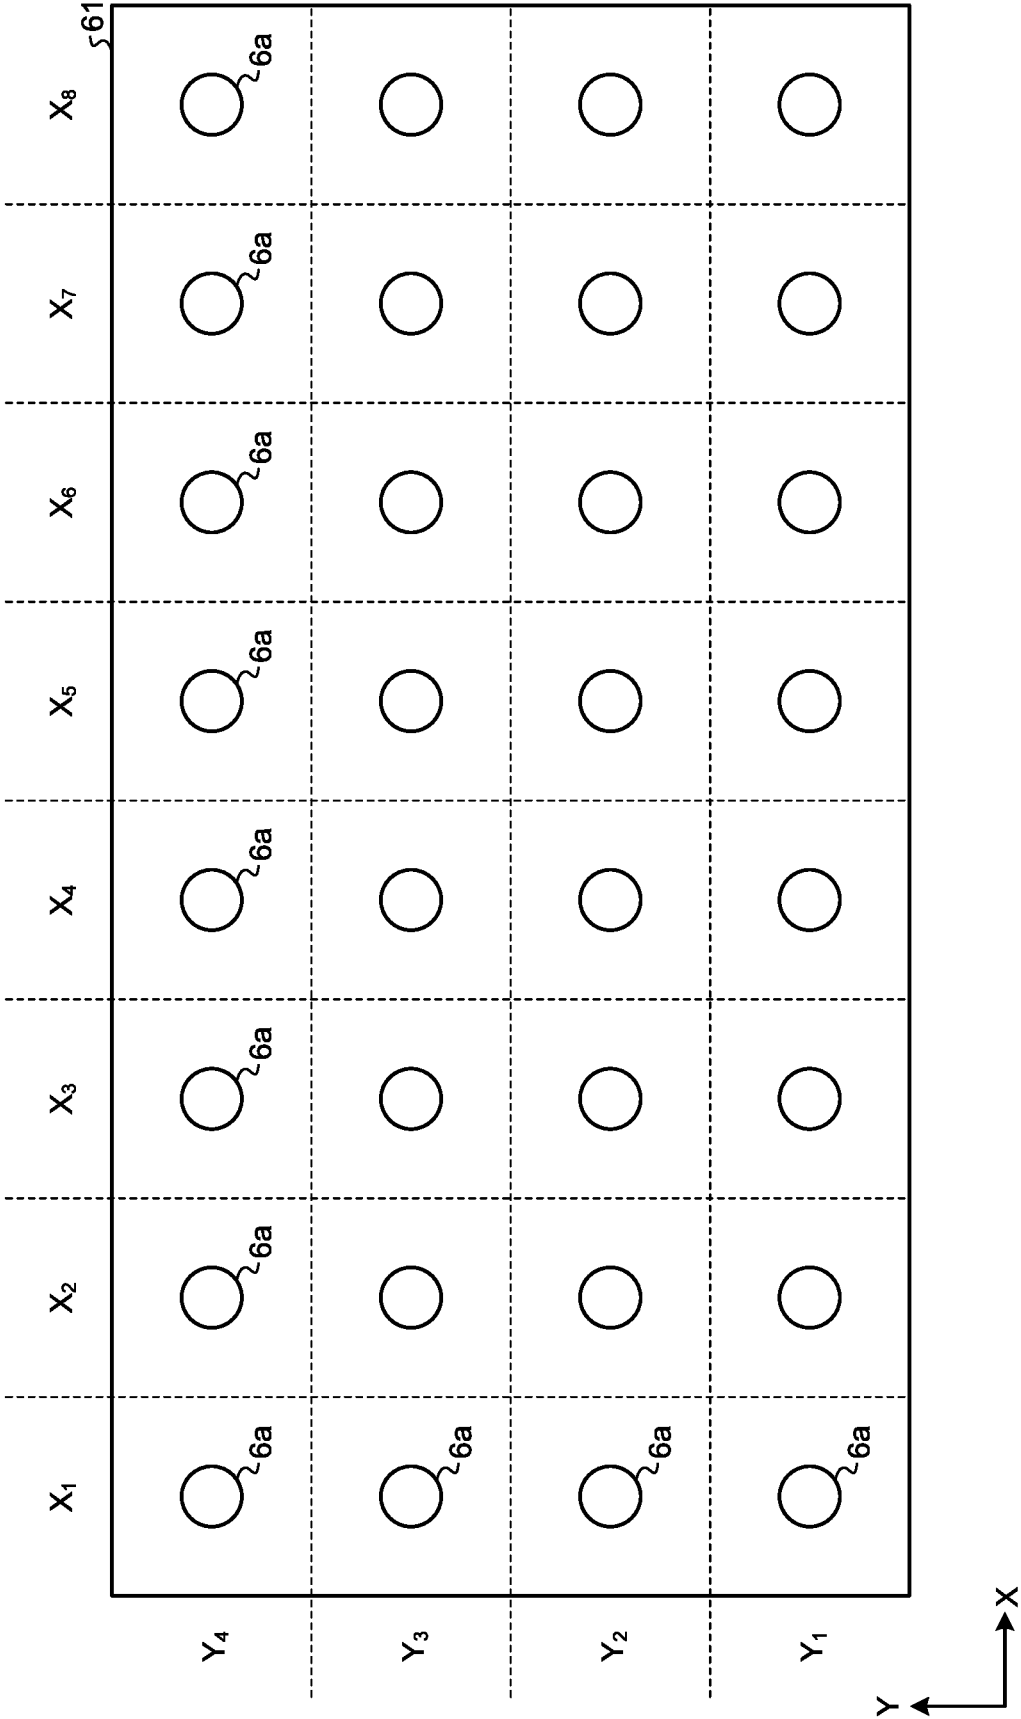 X₁ X₂ X₃ X₄ X₅ X₆ X₇ X₈
61
Y₄ 6a 6a 6a 6a 6a 6a 6a 6a
Y₃ 6a
Y₂ 6a
Y₁ 6a
Y
X